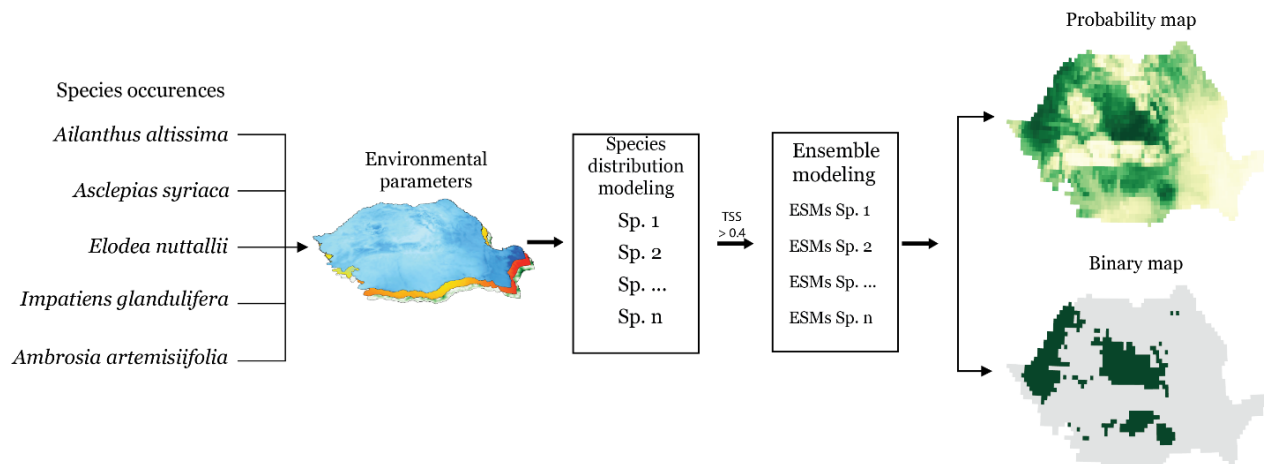 Species occurences
Ailanthus altissima
Asclepias syriaca
Elodea nuttallii
Impatiens glandulifera
Ambrosia artemisiifolia
Environmental
parameters
Species
distribution
modeling
Sp. 1
Sp. 2
Sp. ...
Sp. n
TSS
> 0.4
Ensemble
modeling
ESMs Sp. 1
ESMs Sp. 2
ESMs Sp. ...
ESMs Sp. n
Probability map
Binary map